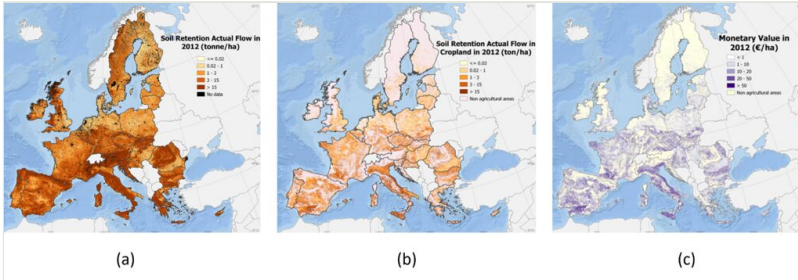 Soil Retention Actual Flow in
2012 (tonne/ha)
<= 0.02
0.02 - 1
1 - 3
3 - 15
> 15
No data
Soil Retention Actual Flow in
Cropland in 2012 (ton/ha)
<= 0.02
0.02 - 1
1 - 3
3 - 15
> 15
Non agricultural areas
Monetary Value in
2012 (€/ha)
< 1
1 - 10
10 - 20
20 - 50
> 50
Non agricultural areas
(a)
(b)
(c)